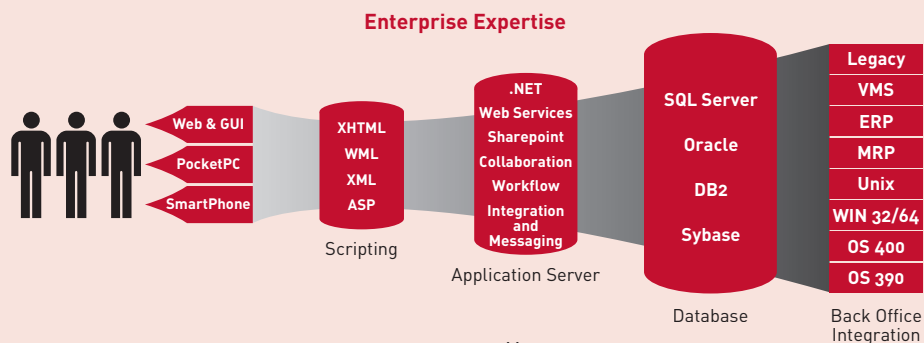 Enterprise Expertise
Web & GUI
PocketPC
SmartPhone
XHTML
WML
XML
ASP
Scripting
.NET
Web Services
Sharepoint
Collaboration
Workflow
Integration
and
Messaging
Application Server
SQL Server
Oracle
DB2
Sybase
Database
Legacy
VMS
ERP
MRP
Unix
WIN 32/64
OS 400
OS 390
Back Office
Integration